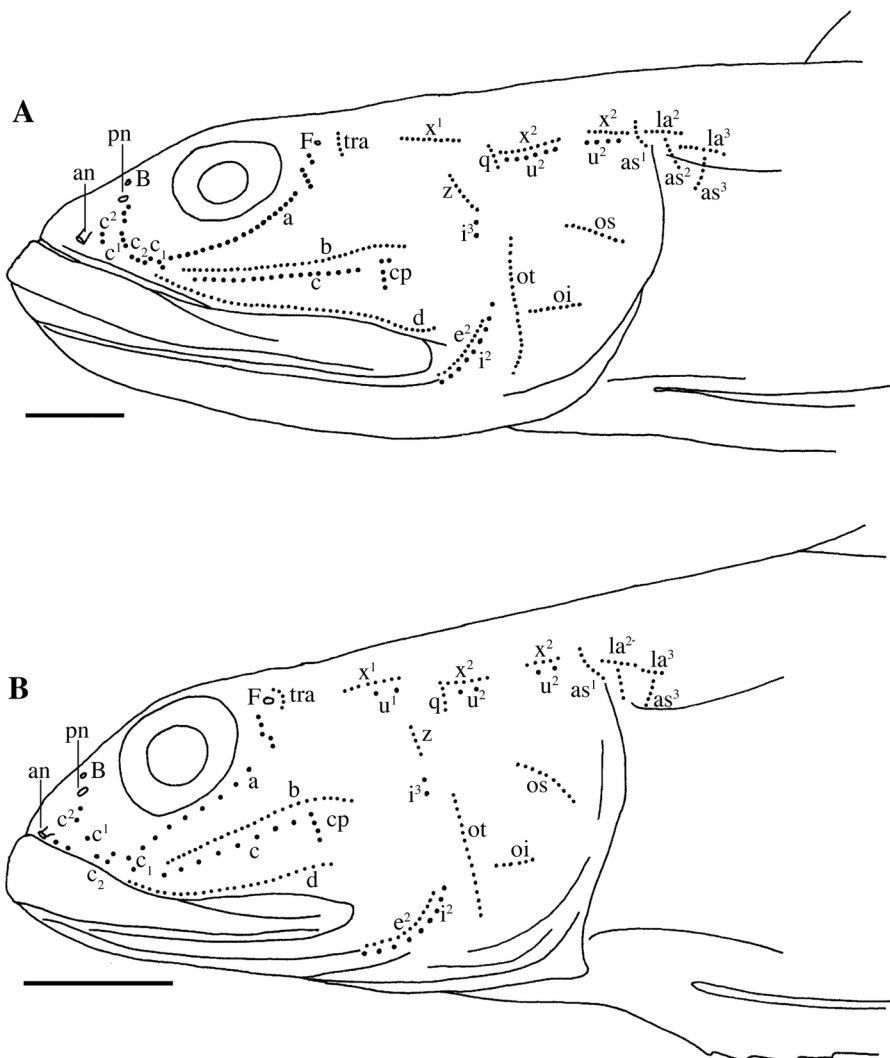 A
pn
B
an
F
tra
x¹
q
x²
u²
x²
u²
as¹
la²
as²
la³
as³
a
z
i³
os
c²
c¹
c₂
c₁
b
c
cp
ot
oi
d
e²
i²
B
pn
B
an
F
tra
x¹
u¹
q
x²
u²
x²
u²
as¹
la²
la³
as³
a
z
i³
os
c²
c¹
c₂
c₁
b
c
cp
ot
oi
d
e²
i²